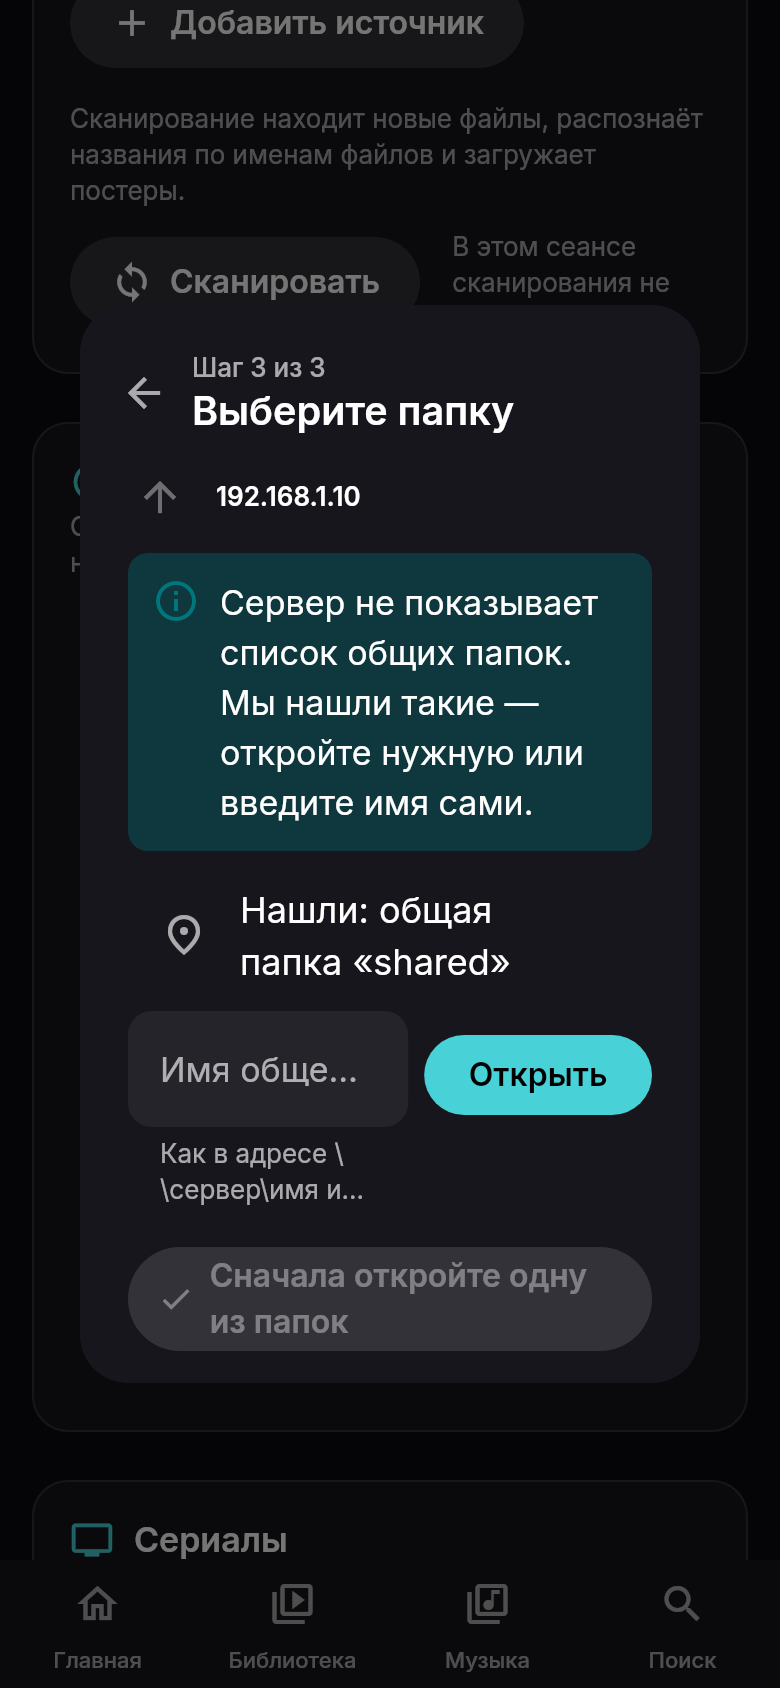 Добавить источник
Сканирование находит новые файлы, распознаёт
названия по именам файлов и загружает
постеры.
Сканировать
В этом сеансе
сканирования не
Шаг 3 из 3
Выберите папку
192.168.1.10
Сервер не показывает
список общих папок.
Мы нашли такие —
откройте нужную или
введите имя сами.
Нашли: общая
папка «shared»
Имя обще...
Открыть
Как в адресе \
\сервер\имя и...
Сначала откройте одну
из папок
Сериалы
Главная
Библиотека
Музыка
Поиск